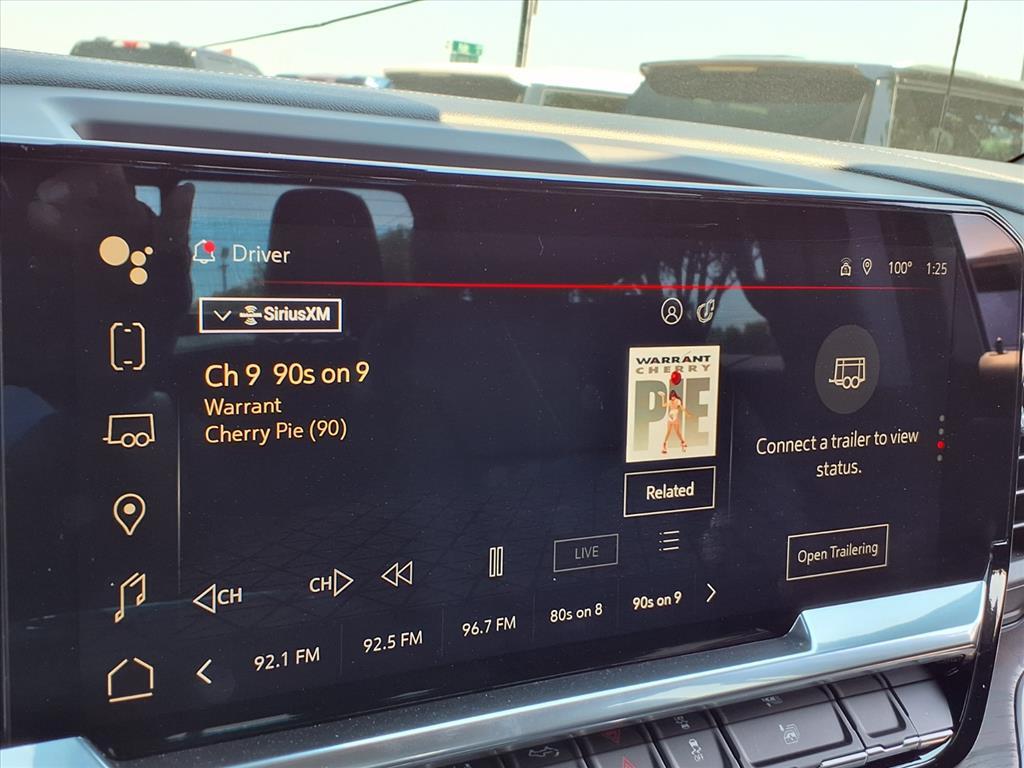 Driver
100° 1:25
SiriusXM
Ch 9 90s on 9
Warrant
Cherry Pie (90)
WARRANT
CHERRY
PIE
Related
Connect a trailer to view
status.
Open Trailering
CH
CH
LIVE
92.1 FM
92.5 FM
96.7 FM
80s on 8
90s on 9